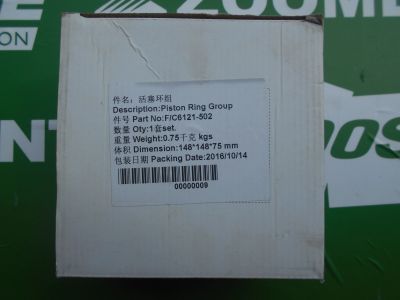 ZOOML
ION
件名：活塞环组
Description:Piston Ring Group
件号 Part No:F/C6121-502
数量 Qty:1套set.
重量 Weight:0.75千克 kgs
体积 Dimension:148*148*75 mm
包装日期 Packing Date:2016/10/14
00000009